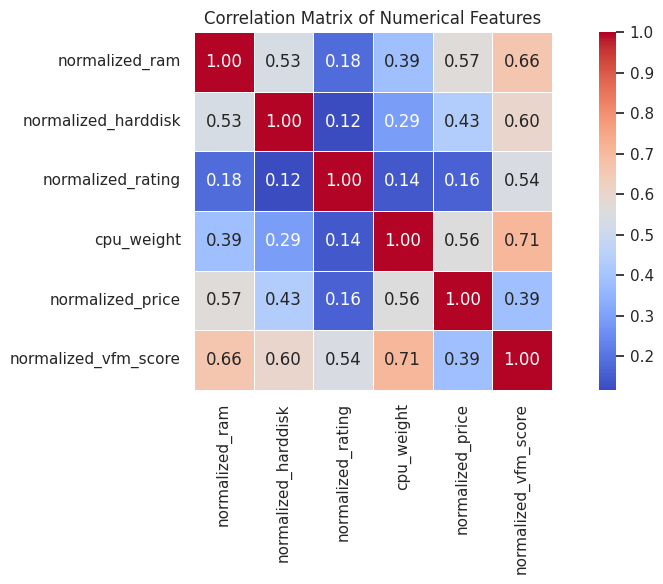 Correlation Matrix of Numerical Features
normalized_ram 1.00 0.53 0.18 0.39 0.57 0.66
normalized_harddisk 0.53 1.00 0.12 0.29 0.43 0.60
normalized_rating 0.18 0.12 1.00 0.14 0.16 0.54
cpu_weight 0.39 0.29 0.14 1.00 0.56 0.71
normalized_price 0.57 0.43 0.16 0.56 1.00 0.39
normalized_vfm_score 0.66 0.60 0.54 0.71 0.39 1.00
normalized_ram
normalized_harddisk
normalized_rating
cpu_weight
normalized_price
normalized_vfm_score
1.0
0.9
0.8
0.7
0.6
0.5
0.4
0.3
0.2